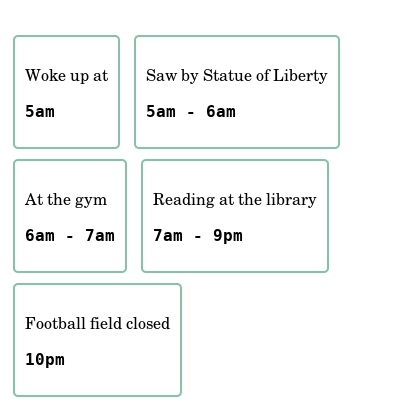 Woke up at
5am
Saw by Statue of Liberty
5am - 6am
At the gym
6am - 7am
Reading at the library
7am - 9pm
Football field closed
10pm